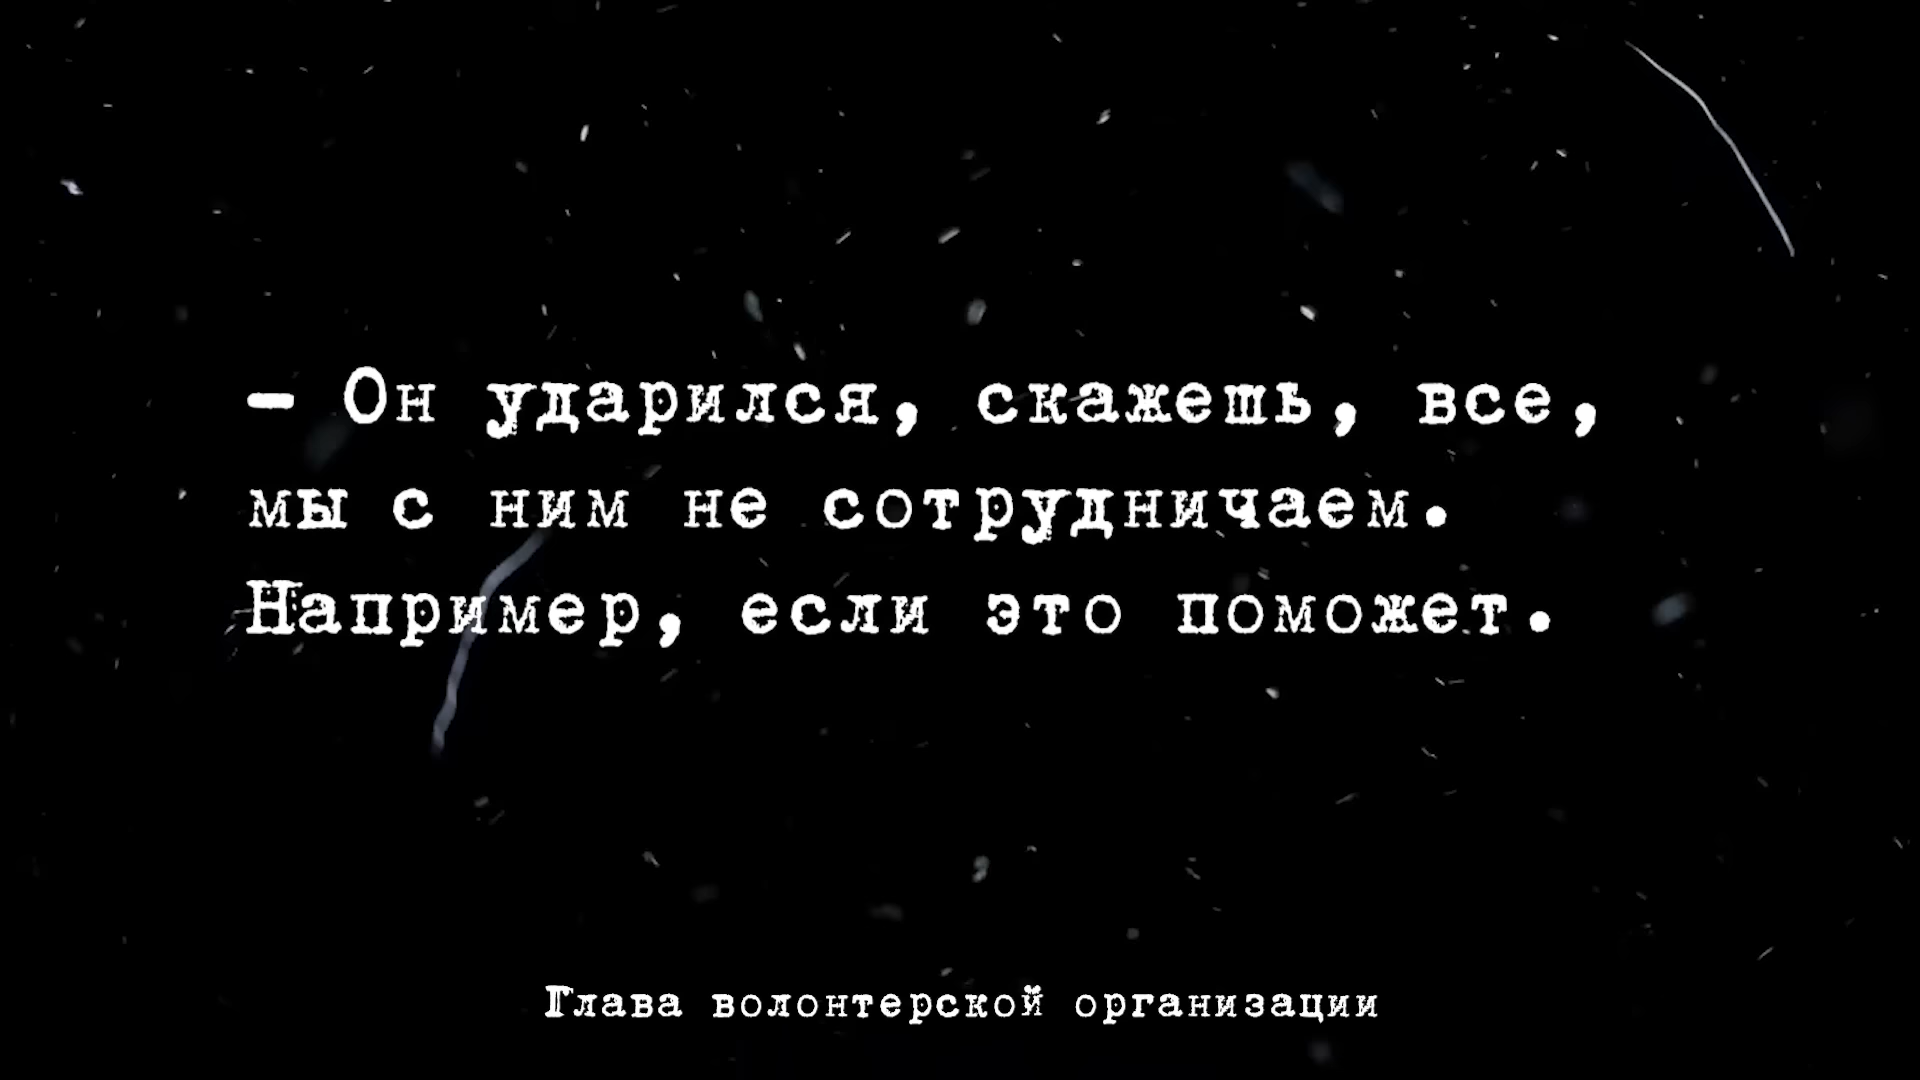 – Он ударился, скажешь, все,
мы с ним не сотрудничаем.
Например, если это поможет.
Глава волонтерской организации